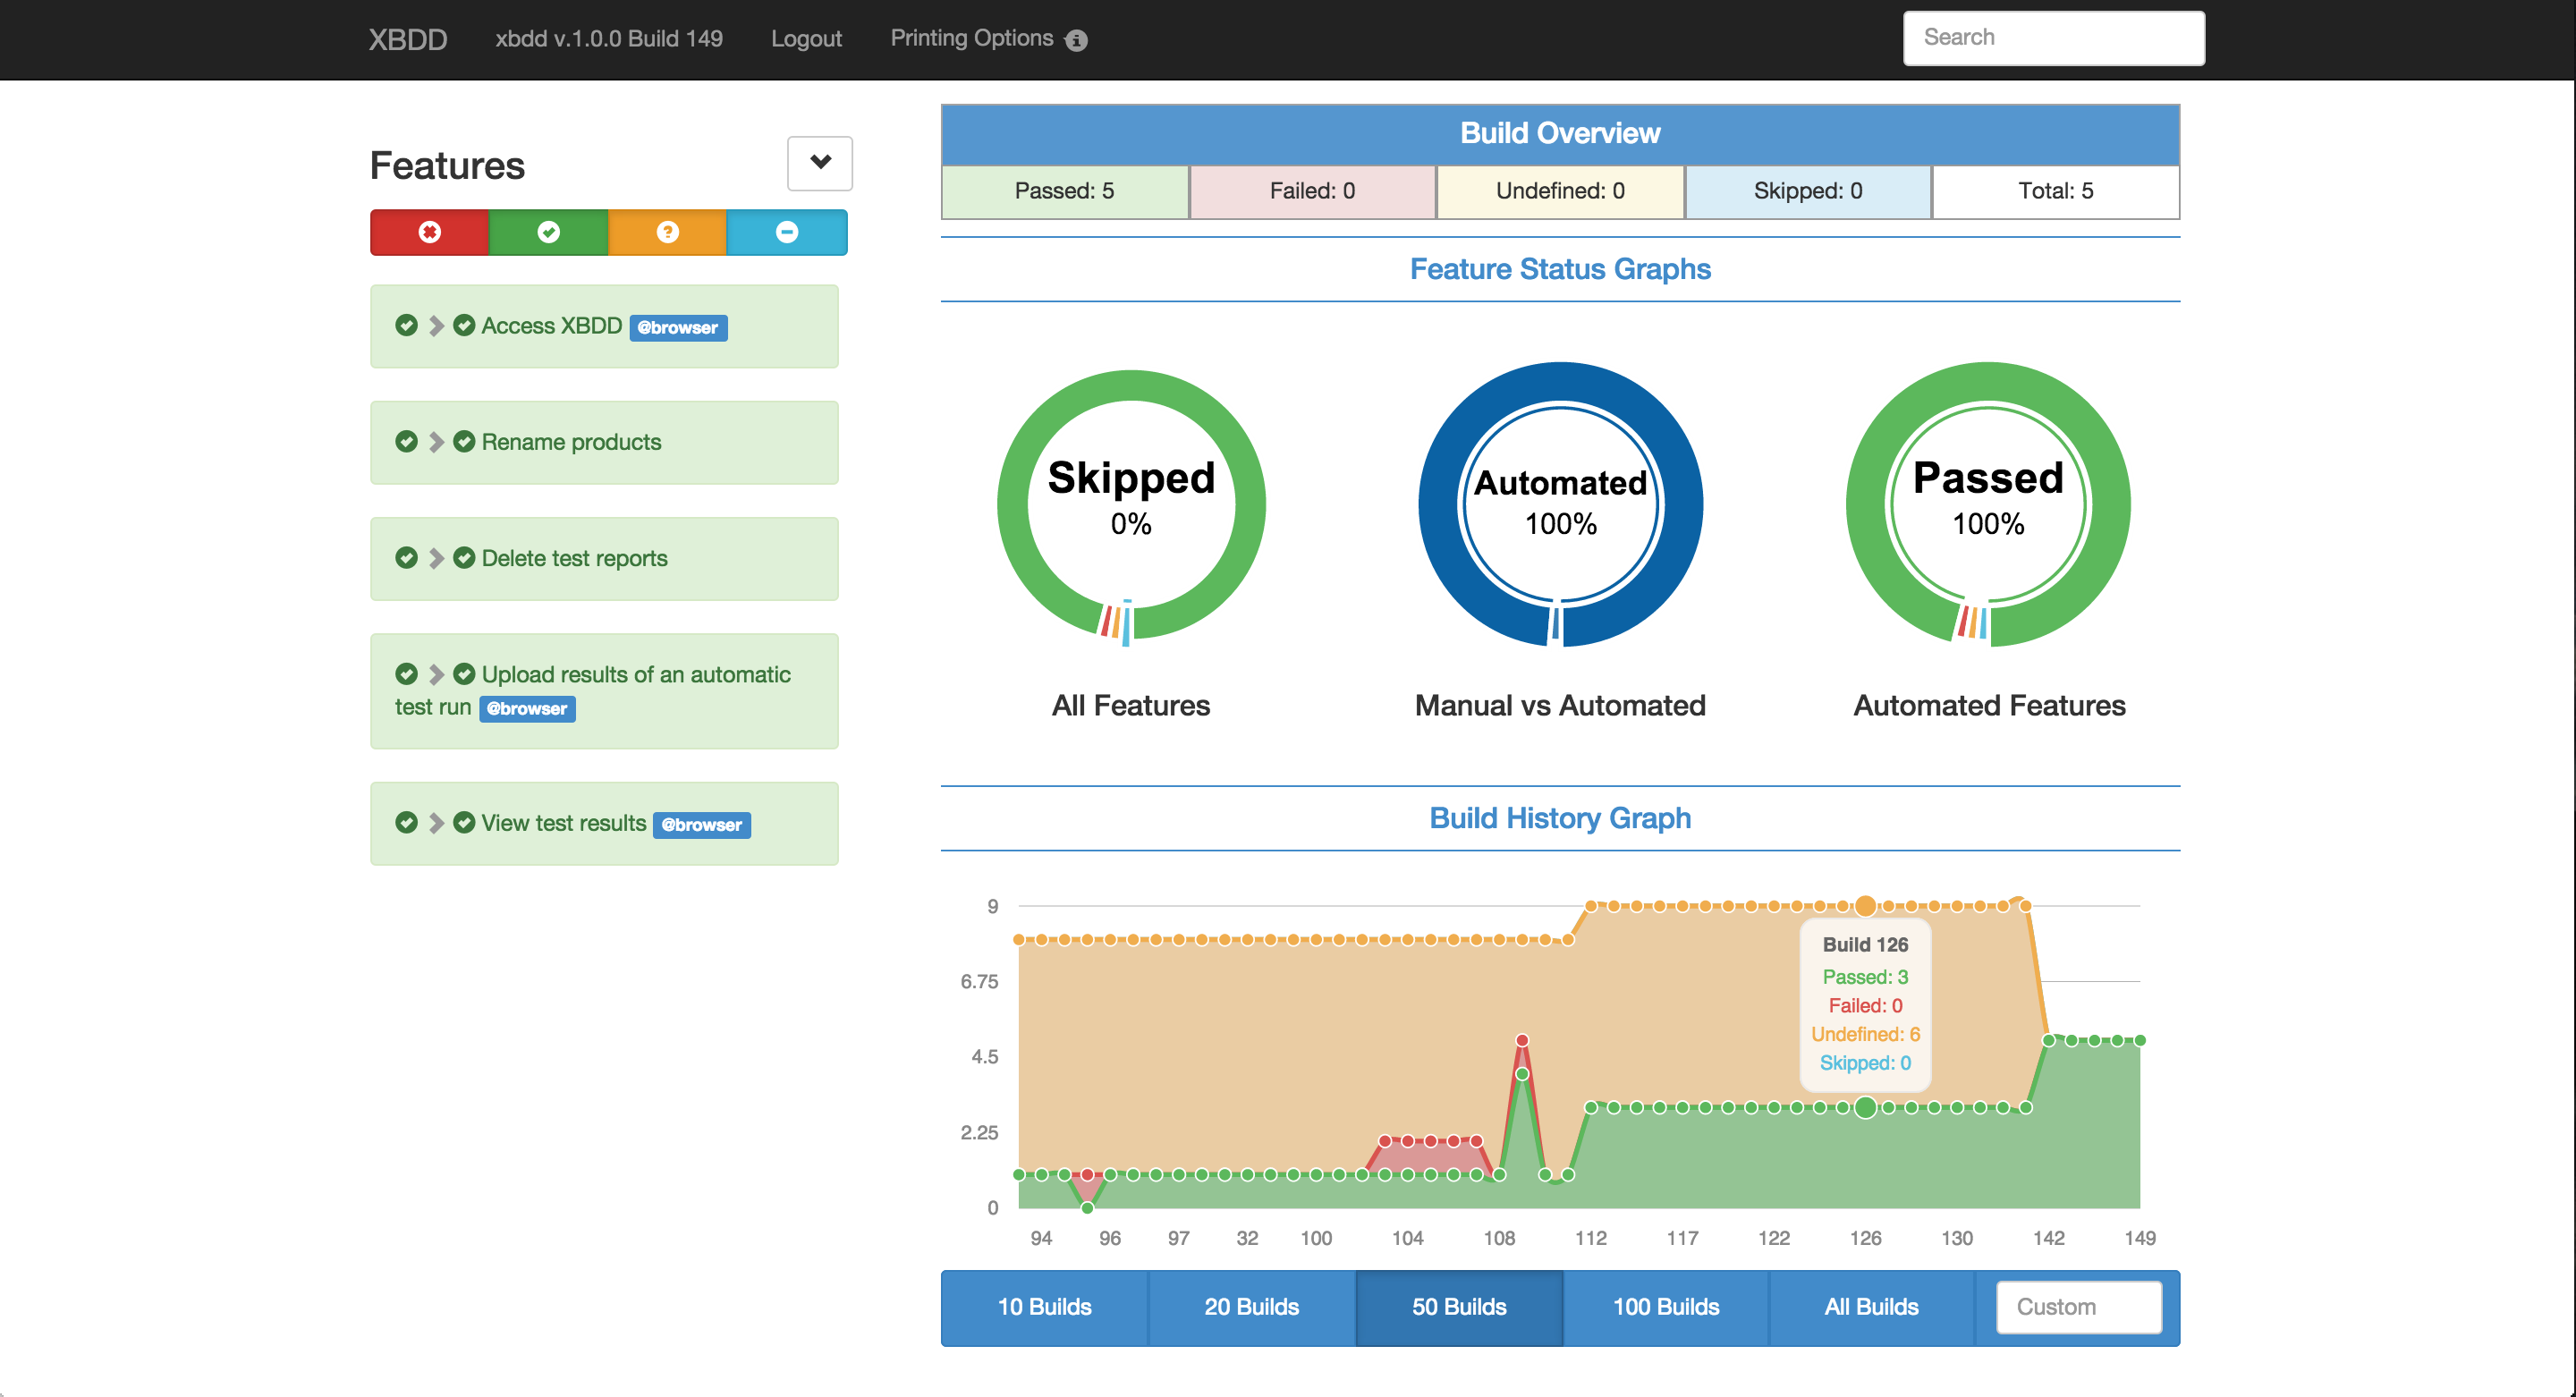 XBDD xbdd v.1.0.0 Build 149 Logout Printing Options Search
Features
Access XBDD @browser
Rename products
Delete test reports
Upload results of an automatic
test run @browser
View test results @browser
Build Overview
Passed: 5 Failed: 0 Undefined: 0 Skipped: 0 Total: 5
Feature Status Graphs
Skipped
0%
All Features
Automated
100%
Manual vs Automated
Passed
100%
Automated Features
Build History Graph
9
6.75
4.5
2.25
0
Build 126
Passed: 3
Failed: 0
Undefined: 6
Skipped: 0
94 96 97 32 100 104 108 112 117 122 126 130 142 149
10 Builds 20 Builds 50 Builds 100 Builds All Builds Custom